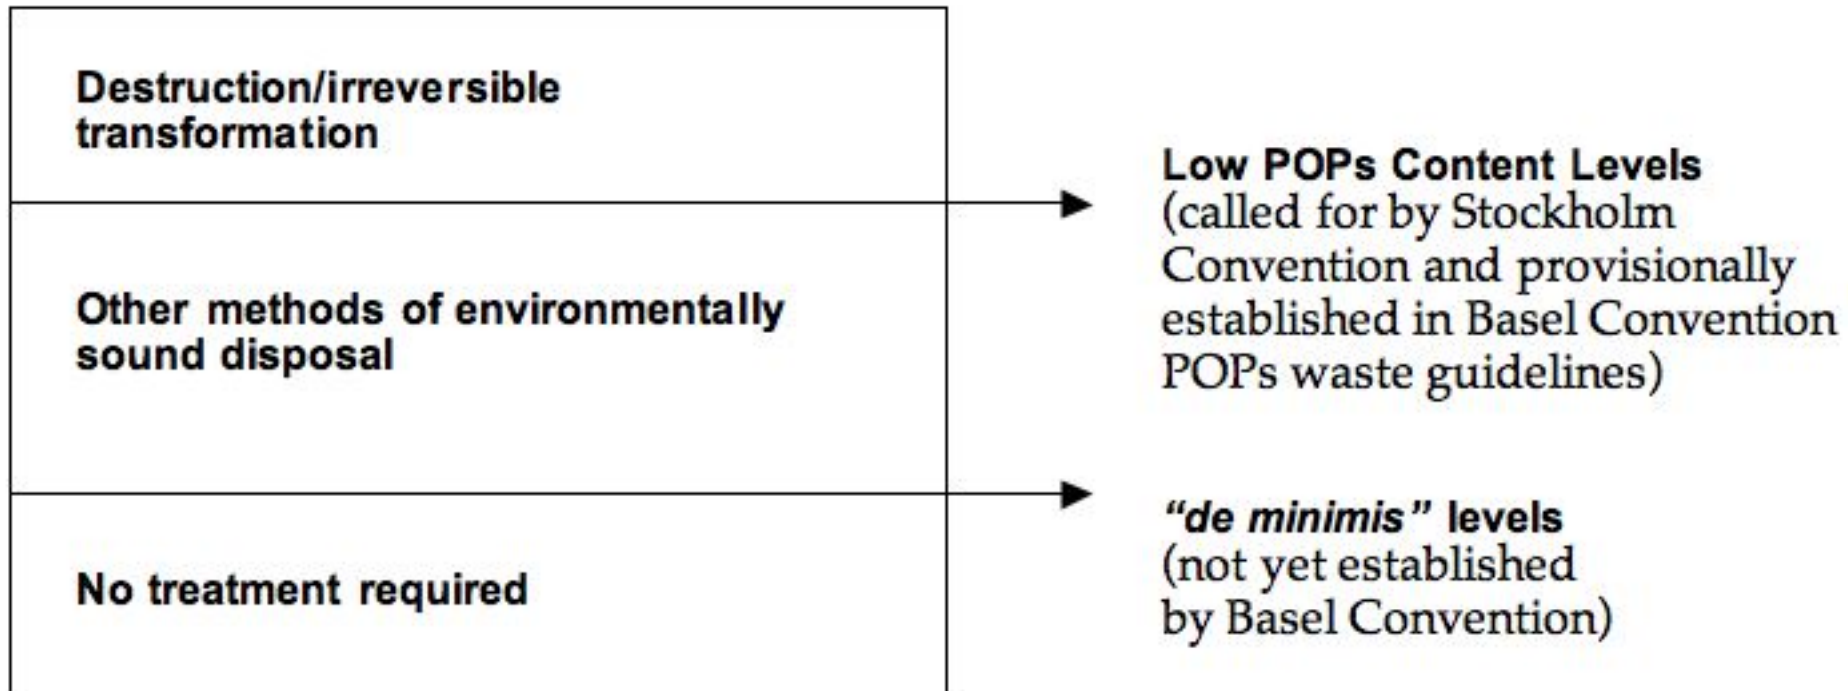 Destruction/irreversible
transformation
Low POPs Content Levels
(called for by Stockholm
Convention and provisionally
established in Basel Convention
POPs waste guidelines)
Other methods of environmentally
sound disposal
“de minimis” levels
(not yet established
by Basel Convention)
No treatment required